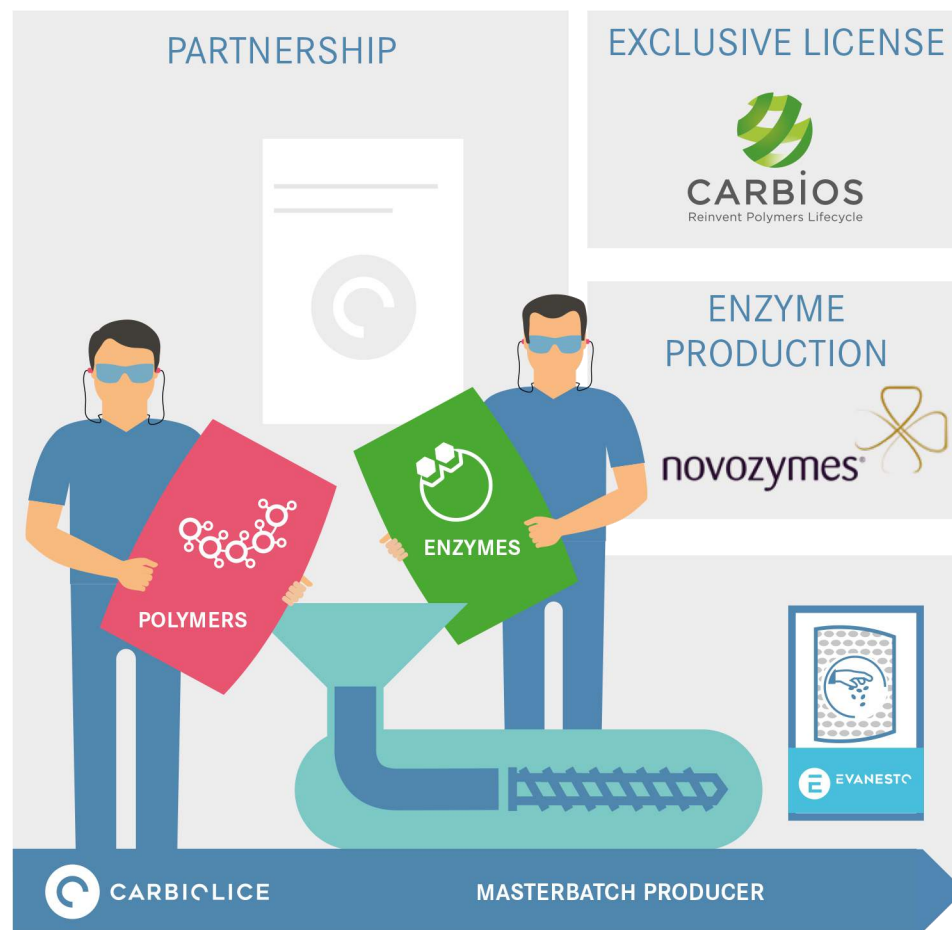 PARTNERSHIP
EXCLUSIVE LICENSE
CARBIOS
Reinvent Polymers Lifecycle
ENZYME
PRODUCTION
novozymes®
POLYMERS
ENZYMES
E EVANESTO
CARBIOLICE
MASTERBATCH PRODUCER